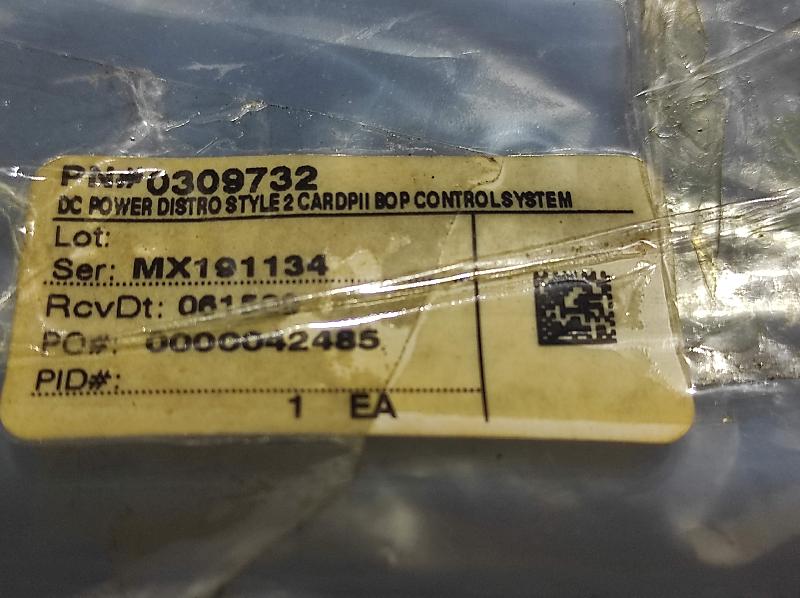 PN# 0309732
DC POWER DISTRO STYLE 2 CARDPII BOP CONTROLSYSTEM
Lot:
Ser: MX191134
RcvDt:
PO#: 0000042485
PID#:
1 EA